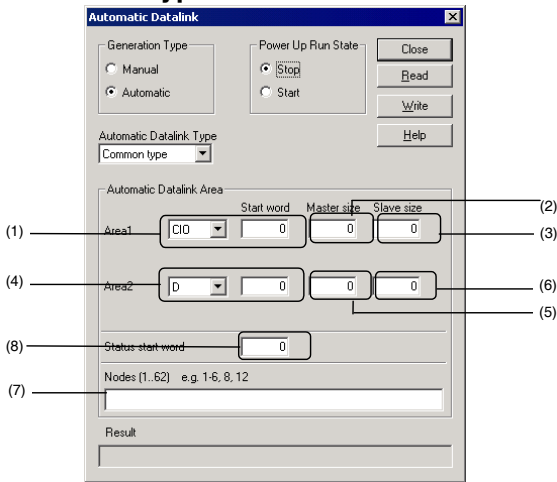 Automatic Datalink
Generation Type
Manual
Automatic
Power Up Run State
Stop
Start
Close
Read
Write
Help
Automatic Datalink Type
Common type
Automatic Datalink Area
Start word Master size Slave size (2)
(1) Area1 CIO 0 0 0 (3)
(4) Area2 D 0 0 0 (6)
(5)
(8) Status start word 0
Nodes (1..62) e.g. 1-6, 8, 12
(7)
Result